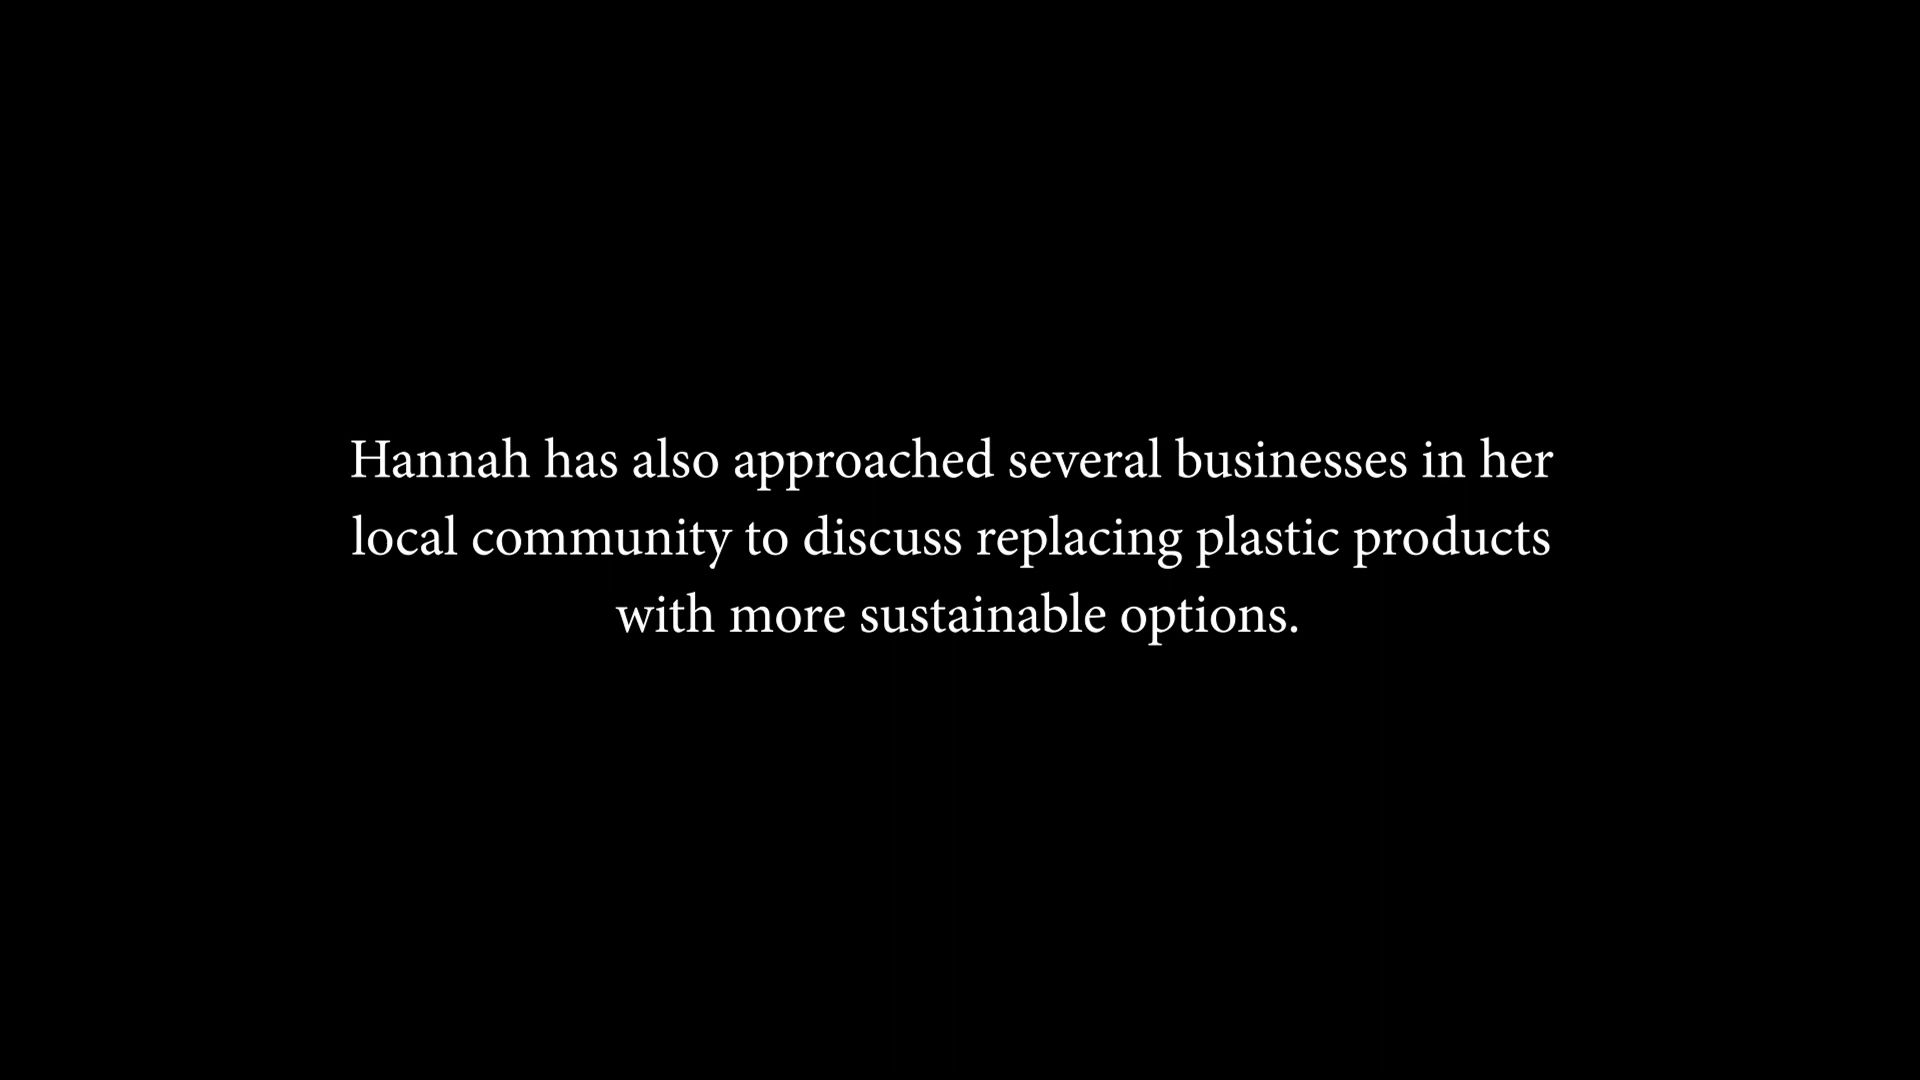 Hannah has also approached several businesses in her
local community to discuss replacing plastic products
with more sustainable options.